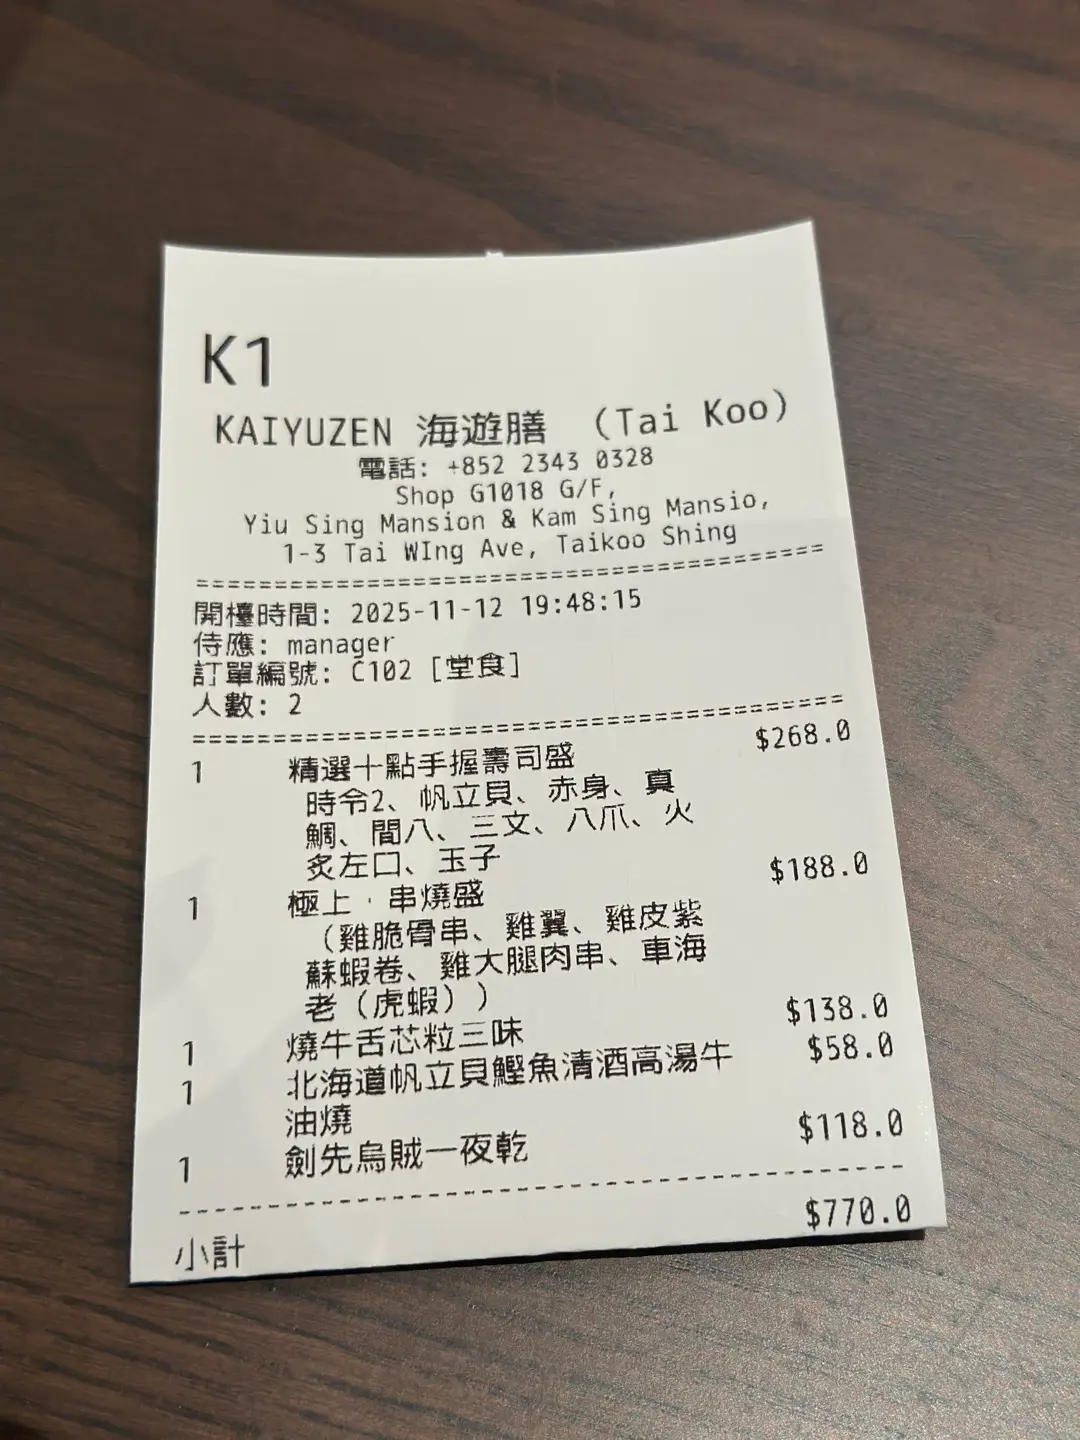 K1
KAIYUZEN 海遊膳 (Tai Koo)
電話: +852 2343 0328
Shop G1018 G/F,
Yiu Sing Mansion & Kam Sing Mansio,
1-3 Tai WIng Ave, Taikoo Shing
========================================
開檯時間: 2025-11-12 19:48:15
侍應: manager
訂單編號: C102 [堂食]
人數: 2
========================================
1 精選十點手握壽司盛 $268.0
時令2、帆立貝、赤身、真
鯛、間八、三文、八爪、火
炙左口、玉子
1 極上．串燒盛 $188.0
(雞脆骨串、雞翼、雞皮紫
蘇蝦卷、雞大腿肉串、車海
老(虎蝦))
1 燒牛舌芯粒三味 $138.0
1 北海道帆立貝鰹魚清酒高湯牛 $58.0
油燒
1 劍先烏賊一夜乾 $118.0
----------------------------------------
小計 $770.0